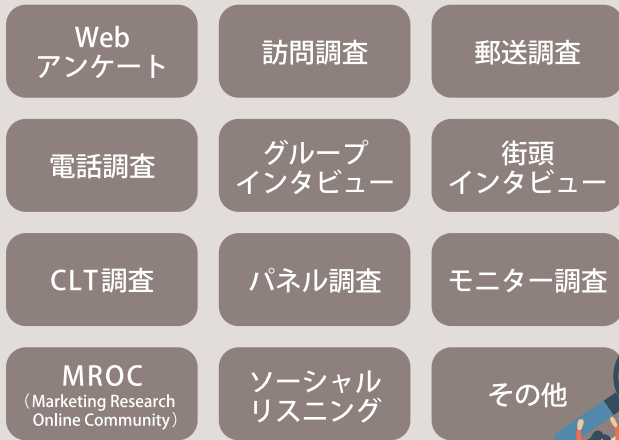 Web
アンケート
訪問調査
郵送調査
電話調査
グループ
インタビュー
街頭
インタビュー
CLT調査
パネル調査
モニター調査
MROC
（Marketing Research
Online Community）
ソーシャル
リスニング
その他